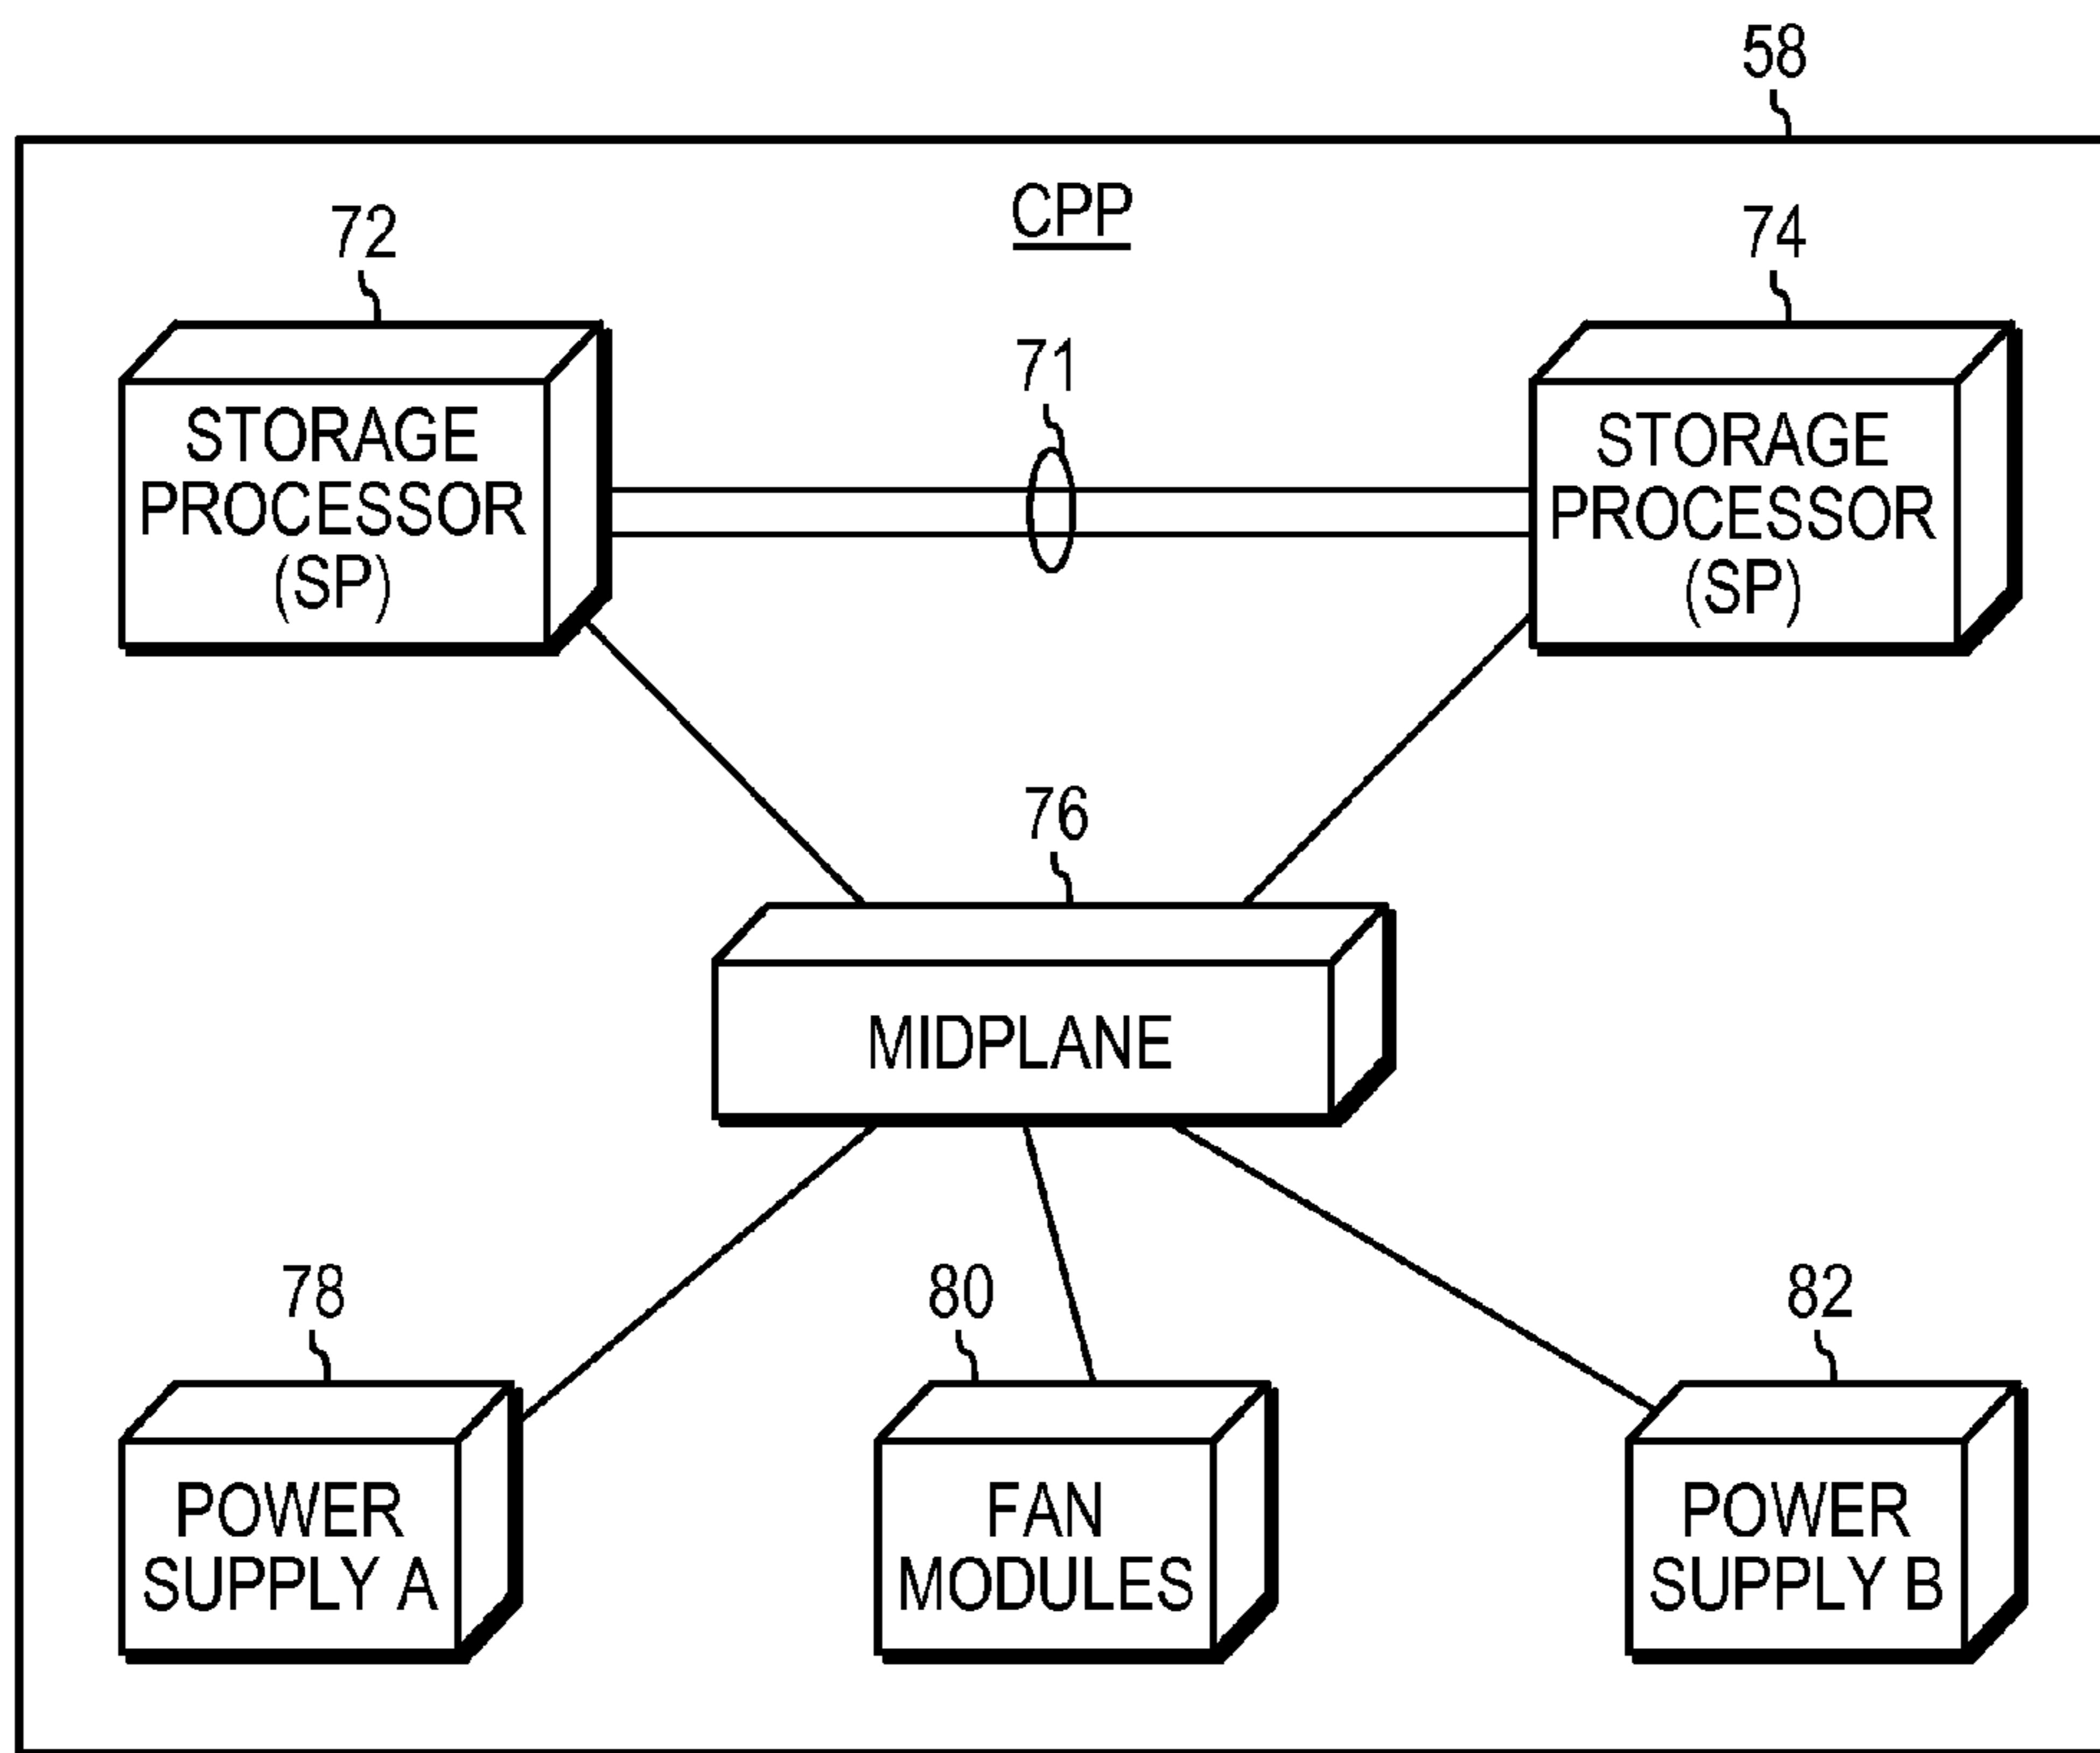 58
CPP
72
74
71
STORAGE
PROCESSOR
(SP)
STORAGE
PROCESSOR
(SP)
76
MIDPLANE
78
80
82
POWER
SUPPLY A
FAN
MODULES
POWER
SUPPLY B